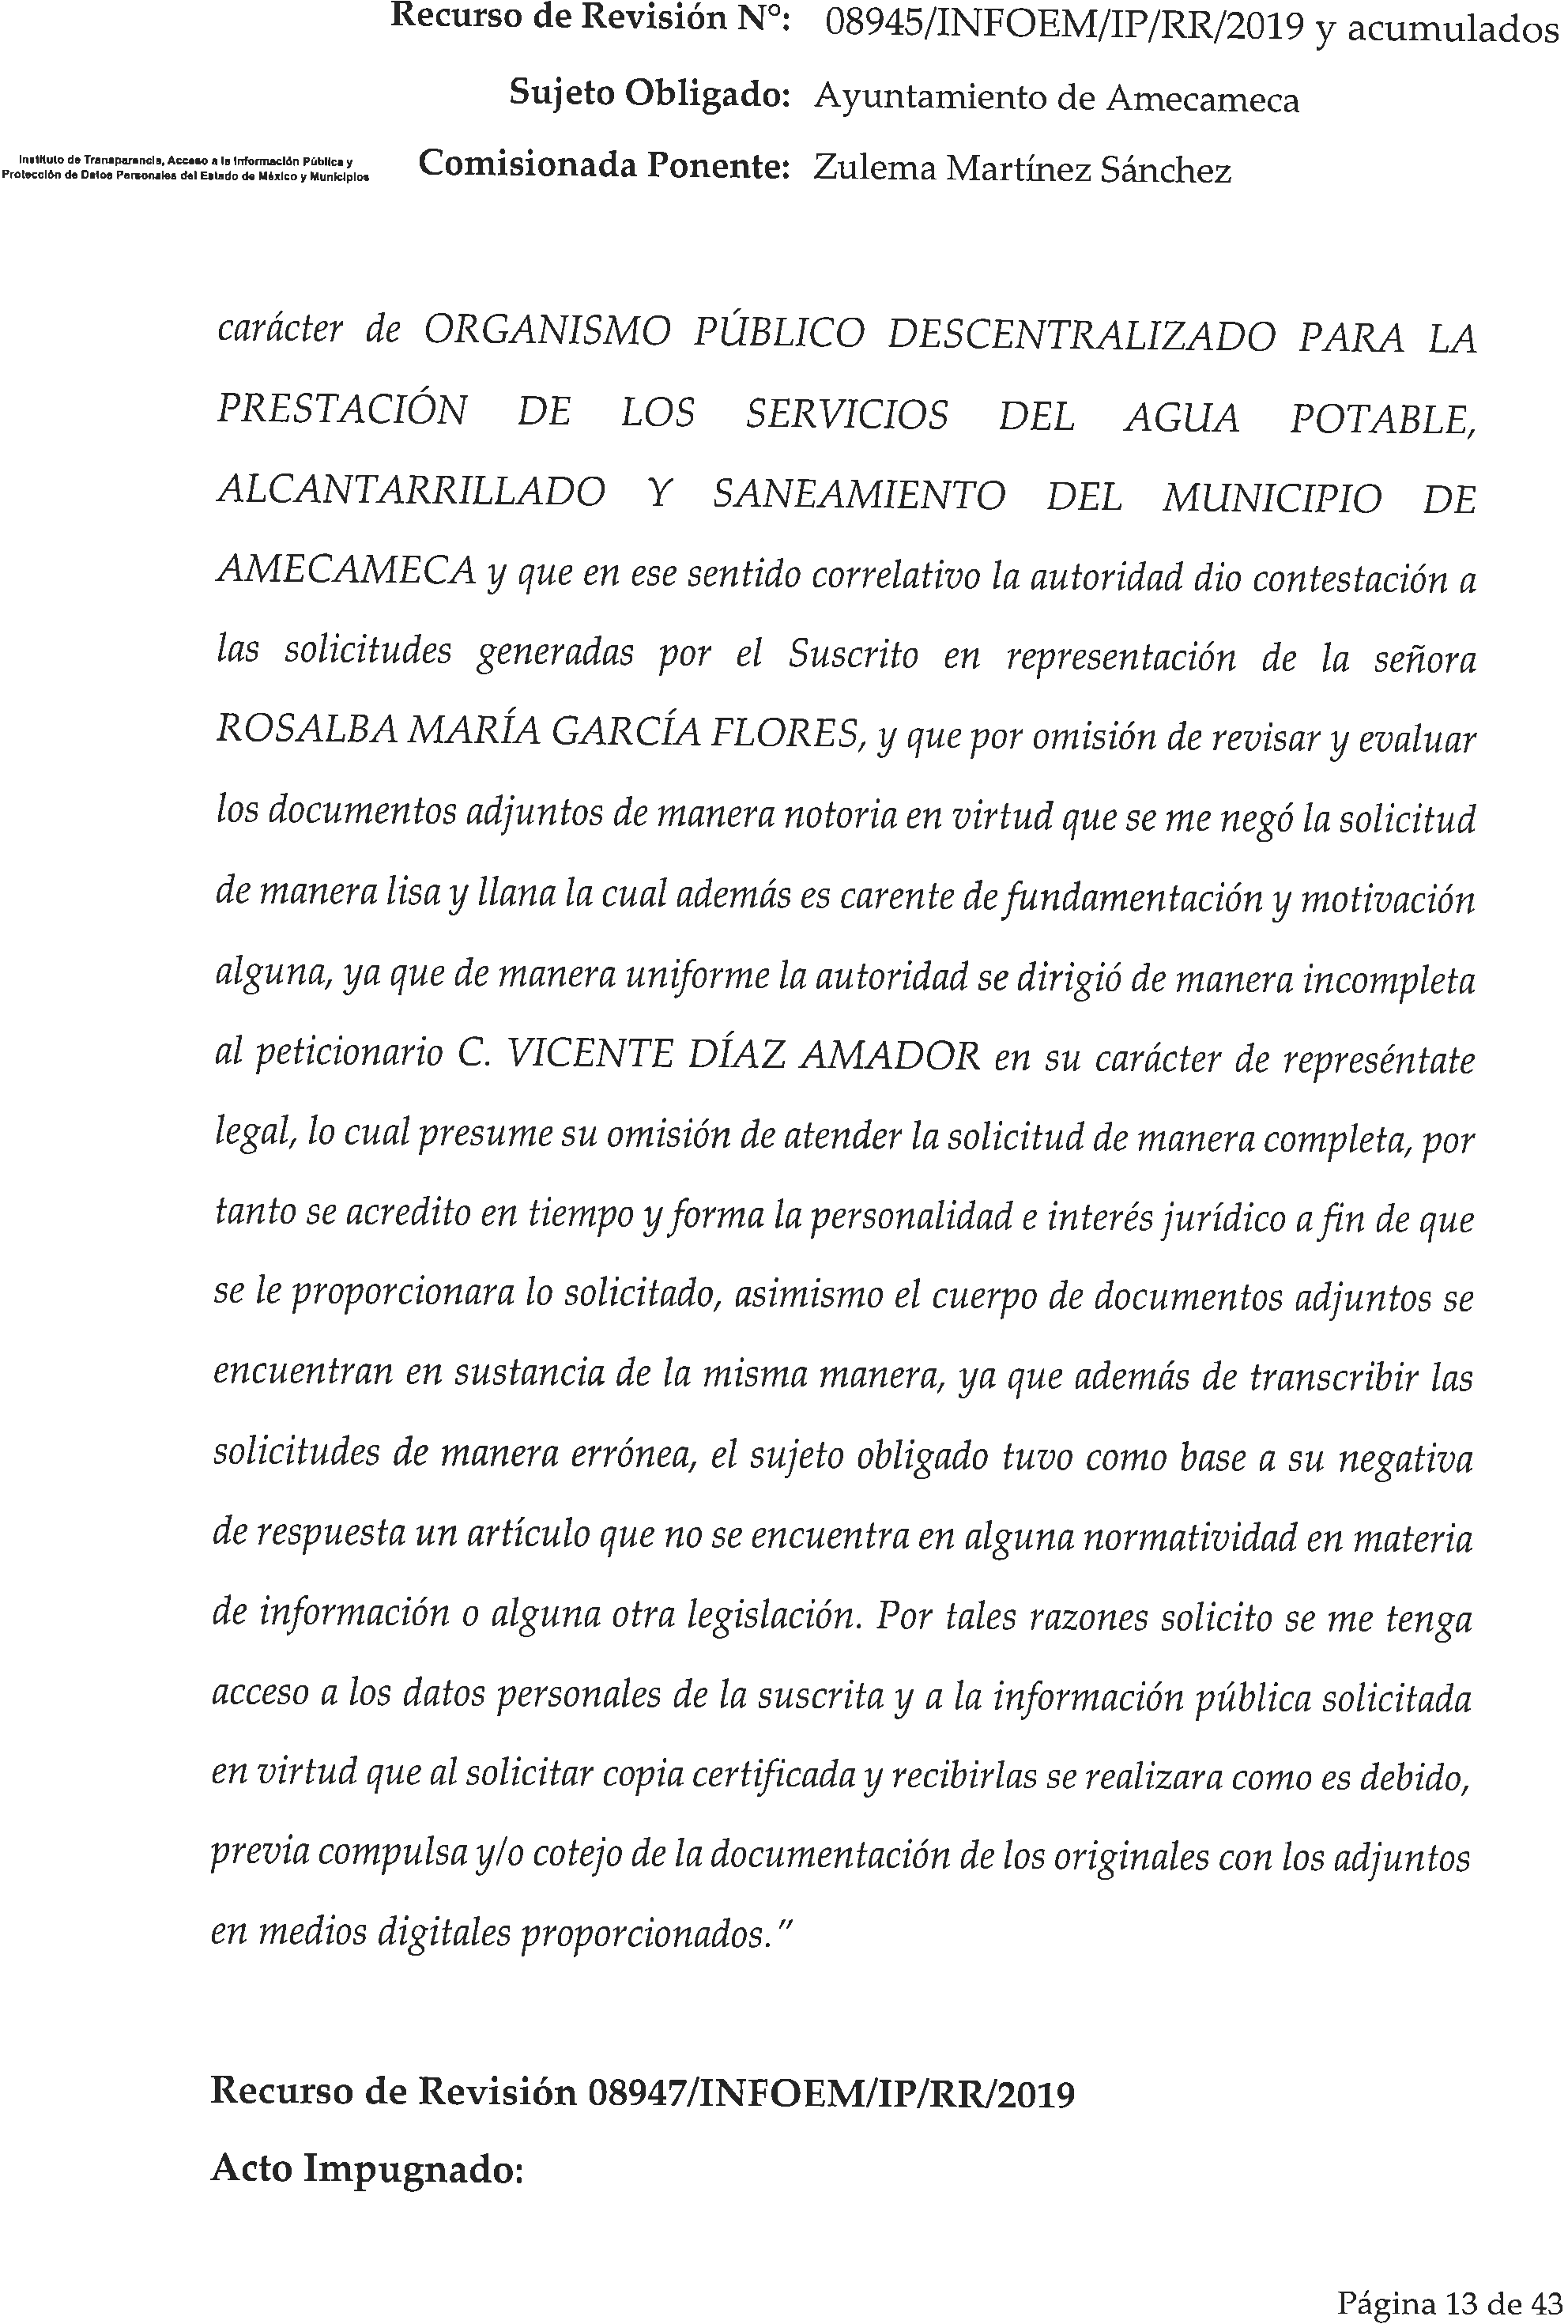 Recurso de Revisión N°: 08945/INFOEM/IP/RR/2019 y acumulados
Sujeto Obligado: Ayuntamiento de Amecameca
Instituto de Transparencia, Acceso a la Información Pública y
Protección de Datos Personales del Estado de México y Municipios
Comisionada Ponente: Zulema Martínez Sánchez
carácter de ORGANISMO PÚBLICO DESCENTRALIZADO PARA LA
PRESTACIÓN DE LOS SERVICIOS DEL AGUA POTABLE,
ALCANTARRILLADO Y SANEAMIENTO DEL MUNICIPIO DE
AMECAMECA y que en ese sentido correlativo la autoridad dio contestación a
las solicitudes generadas por el Suscrito en representación de la señora
ROSALBA MARÍA GARCÍA FLORES, y que por omisión de revisar y evaluar
los documentos adjuntos de manera notoria en virtud que se me negó la solicitud
de manera lisa y llana la cual además es carente de fundamentación y motivación
alguna, ya que de manera uniforme la autoridad se dirigió de manera incompleta
al peticionario C. VICENTE DÍAZ AMADOR en su carácter de represéntate
legal, lo cual presume su omisión de atender la solicitud de manera completa, por
tanto se acredito en tiempo y forma la personalidad e interés jurídico a fin de que
se le proporcionara lo solicitado, asimismo el cuerpo de documentos adjuntos se
encuentran en sustancia de la misma manera, ya que además de transcribir las
solicitudes de manera errónea, el sujeto obligado tuvo como base a su negativa
de respuesta un artículo que no se encuentra en alguna normatividad en materia
de información o alguna otra legislación. Por tales razones solicito se me tenga
acceso a los datos personales de la suscrita y a la información pública solicitada
en virtud que al solicitar copia certificada y recibirlas se realizara como es debido,
previa compulsa y/o cotejo de la documentación de los originales con los adjuntos
en medios digitales proporcionados."
Recurso de Revisión 08947/INFOEM/IP/RR/2019
Acto Impugnado:
Página 13 de 43